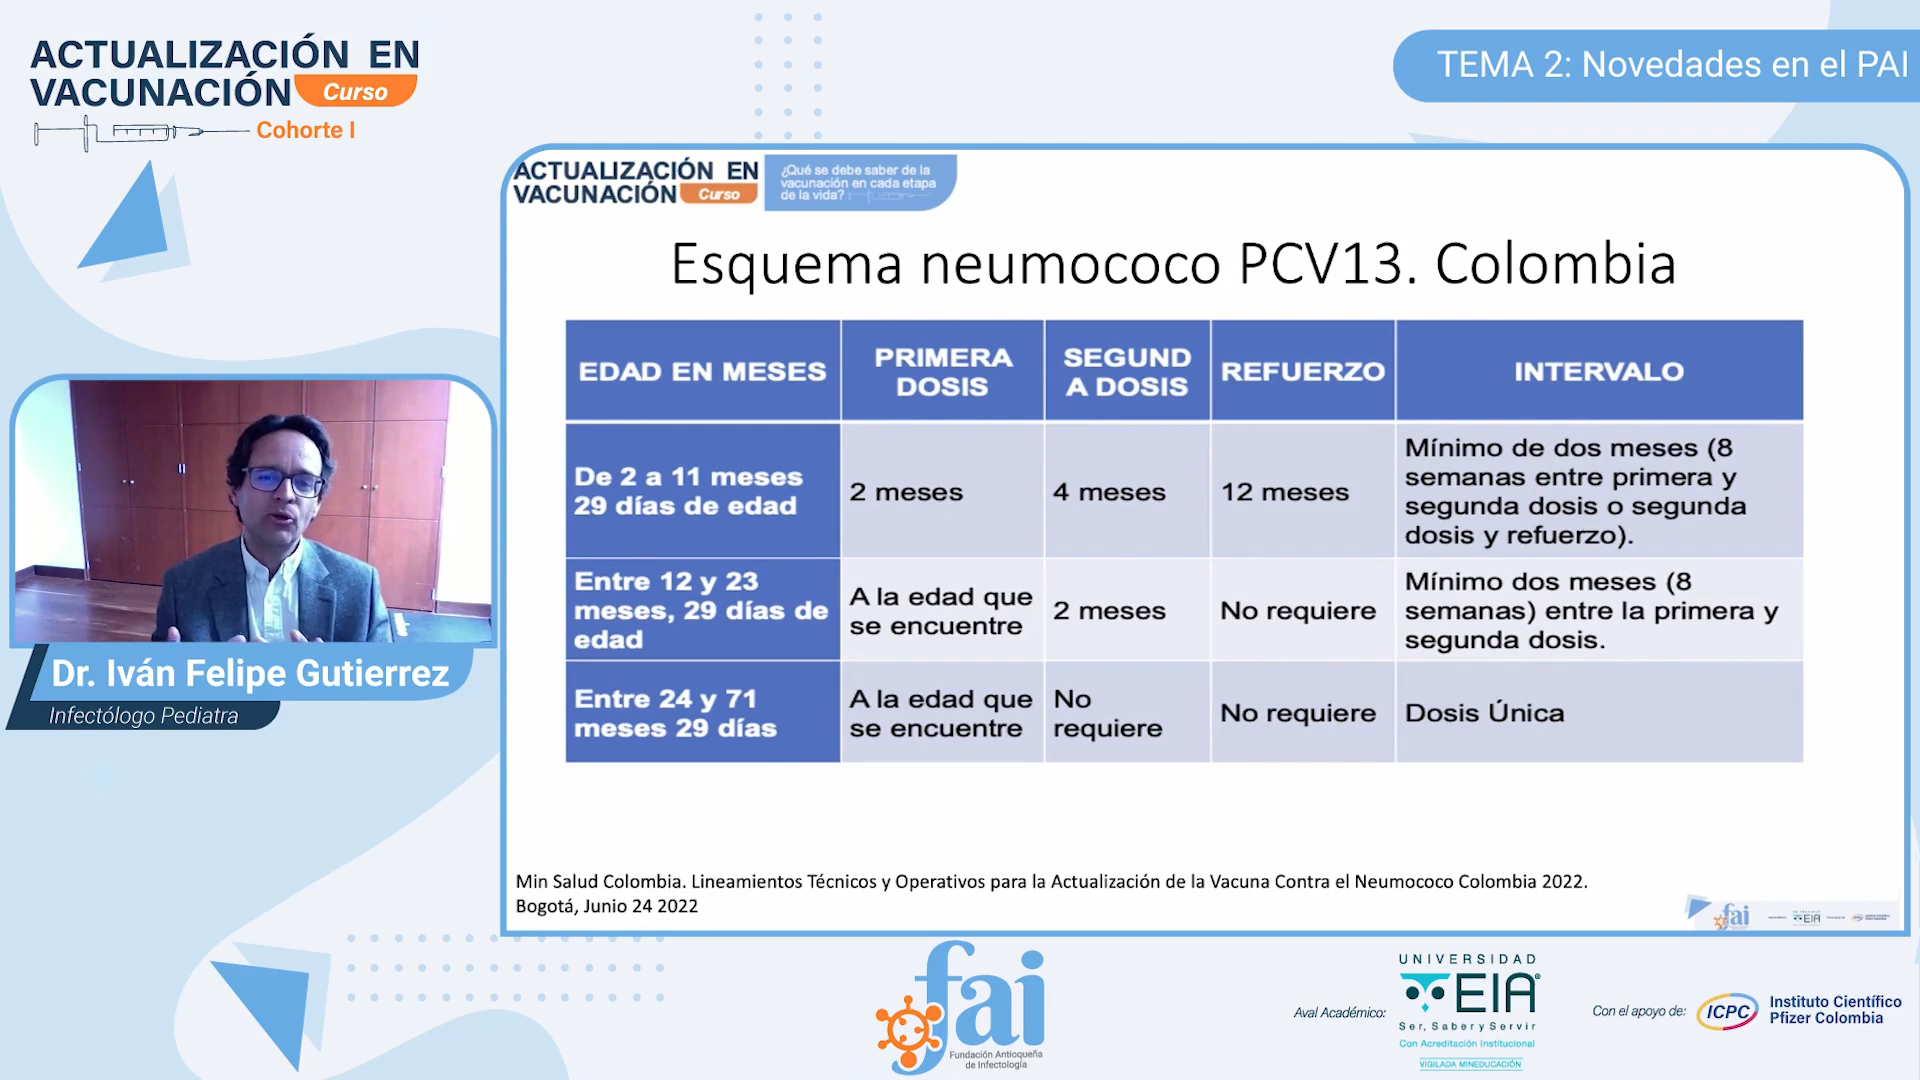 ACTUALIZACIÓN EN
VACUNACIÓN Curso
Cohorte I
TEMA 2: Novedades en el PAI
ACTUALIZACIÓN EN
VACUNACIÓN Curso
¿Qué se debe saber de la
vacunación en cada etapa
de la vida?
Esquema neumococo PCV13. Colombia
EDAD EN MESES
PRIMERA
DOSIS
SEGUND
A DOSIS
REFUERZO
INTERVALO
De 2 a 11 meses
29 días de edad
2 meses
4 meses
12 meses
Mínimo de dos meses (8
semanas entre primera y
segunda dosis o segunda
dosis y refuerzo).
Entre 12 y 23
meses, 29 días de
edad
A la edad que
se encuentre
2 meses
No requiere
Mínimo dos meses (8
semanas) entre la primera y
segunda dosis.
Entre 24 y 71
meses 29 días
A la edad que
se encuentre
No
requiere
No requiere
Dosis Única
Min Salud Colombia. Lineamientos Técnicos y Operativos para la Actualización de la Vacuna Contra el Neumococo Colombia 2022.
Bogotá, Junio 24 2022
fai
EIA
Dr. Iván Felipe Gutierrez
Infectólogo Pediatra
fai
Fundación Antioqueña
de Infectología
Aval Académico:
UNIVERSIDAD
EIA
Ser, Saber y Servir
Con Acreditación Institucional
VIGILADA MINEDUCACIÓN
Con el apoyo de:
ICPC
Instituto Científico
Pfizer Colombia